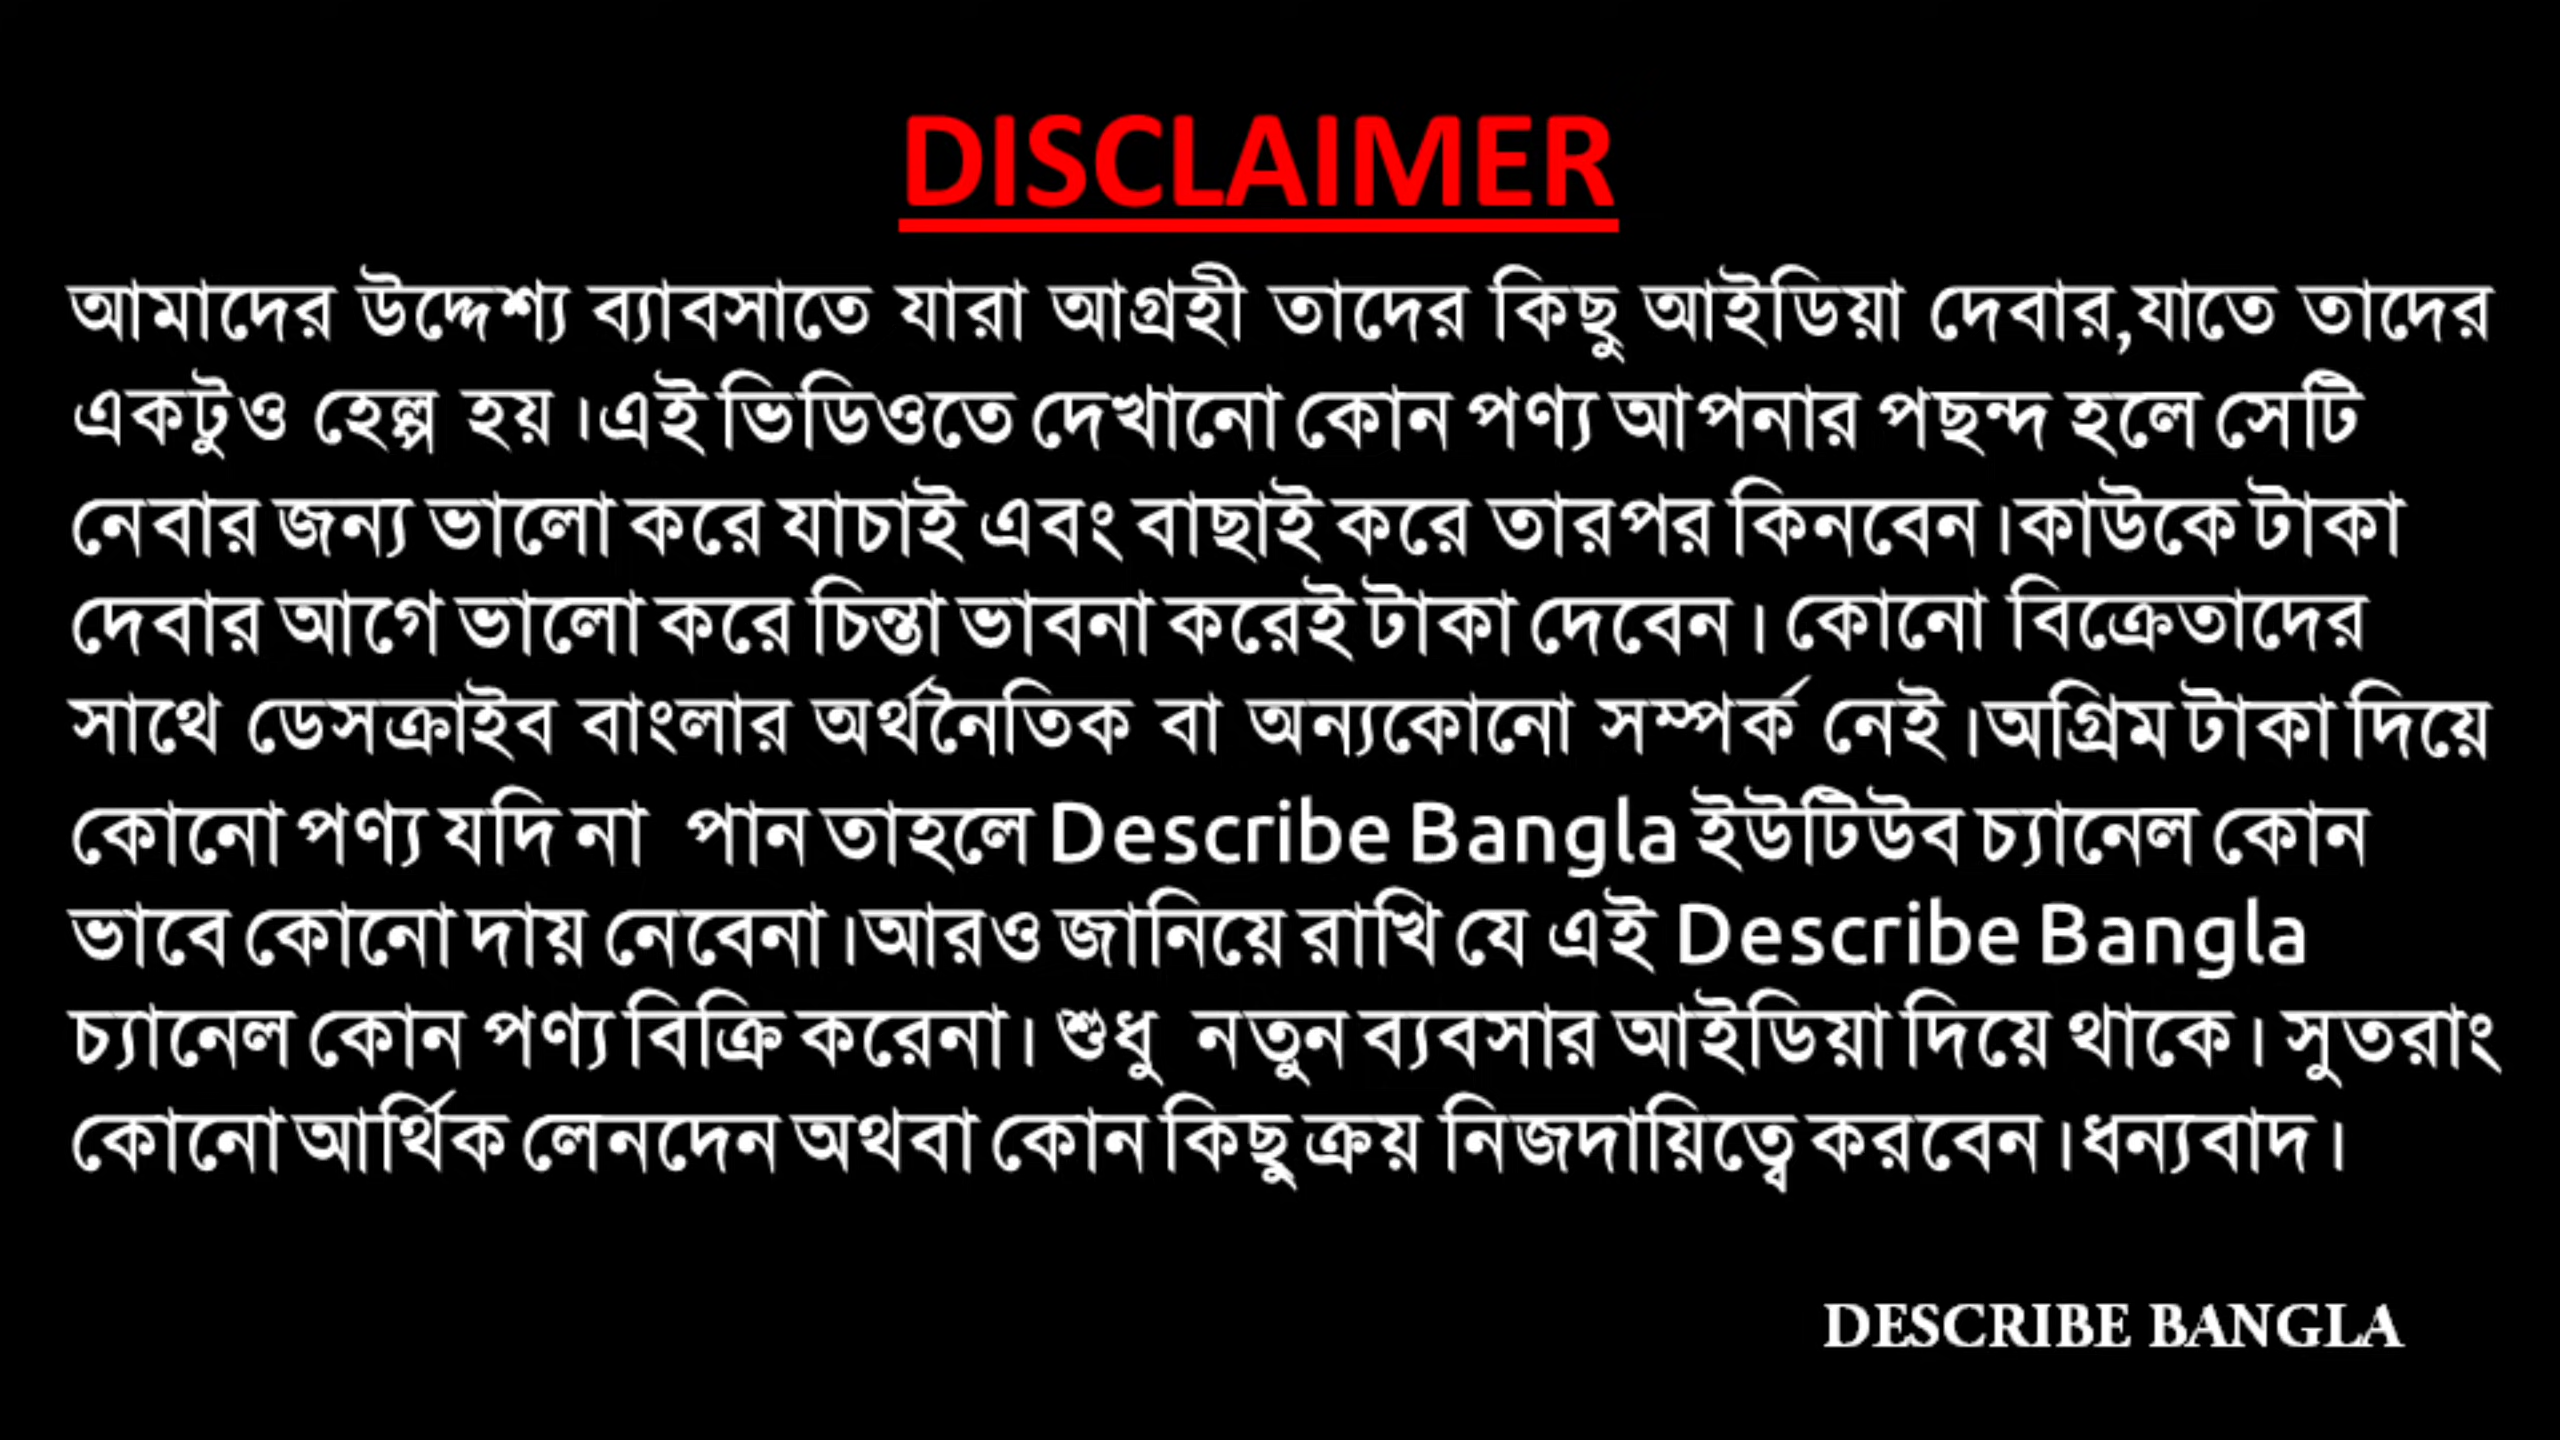 DISCLAIMER
আমাদের উদ্দেশ্য ব্যাবসাতে যারা আগ্রহী তাদের কিছু আইডিয়া দেবার,যাতে তাদের
একটুও হেল্প হয় ।এই ভিডিওতে দেখানো কোন পণ্য আপনার পছন্দ হলে সেটি
নেবার জন্য ভালো করে যাচাই এবং বাছাই করে তারপর কিনবেন ।কাউকে টাকা
দেবার আগে ভালো করে চিন্তা ভাবনা করেই টাকা দেবেন । কোনো বিক্রেতাদের
সাথে ডেসক্রাইব বাংলার অর্থনৈতিক বা অন্যকোনো সম্পর্ক নেই ।অগ্রিম টাকা দিয়ে
কোনো পণ্য যদি না পান তাহলে Describe Bangla ইউটিউব চ্যানেল কোন
ভাবে কোনো দায় নেবেনা ।আরও জানিয়ে রাখি যে এই Describe Bangla
চ্যানেল কোন পণ্য বিক্রি করেনা । শুধু নতুন ব্যবসার আইডিয়া দিয়ে থাকে । সুতরাং
কোনো আর্থিক লেনদেন অথবা কোন কিছু ক্রয় নিজদায়িত্বে করবেন ।ধন্যবাদ ।
DESCRIBE BANGLA